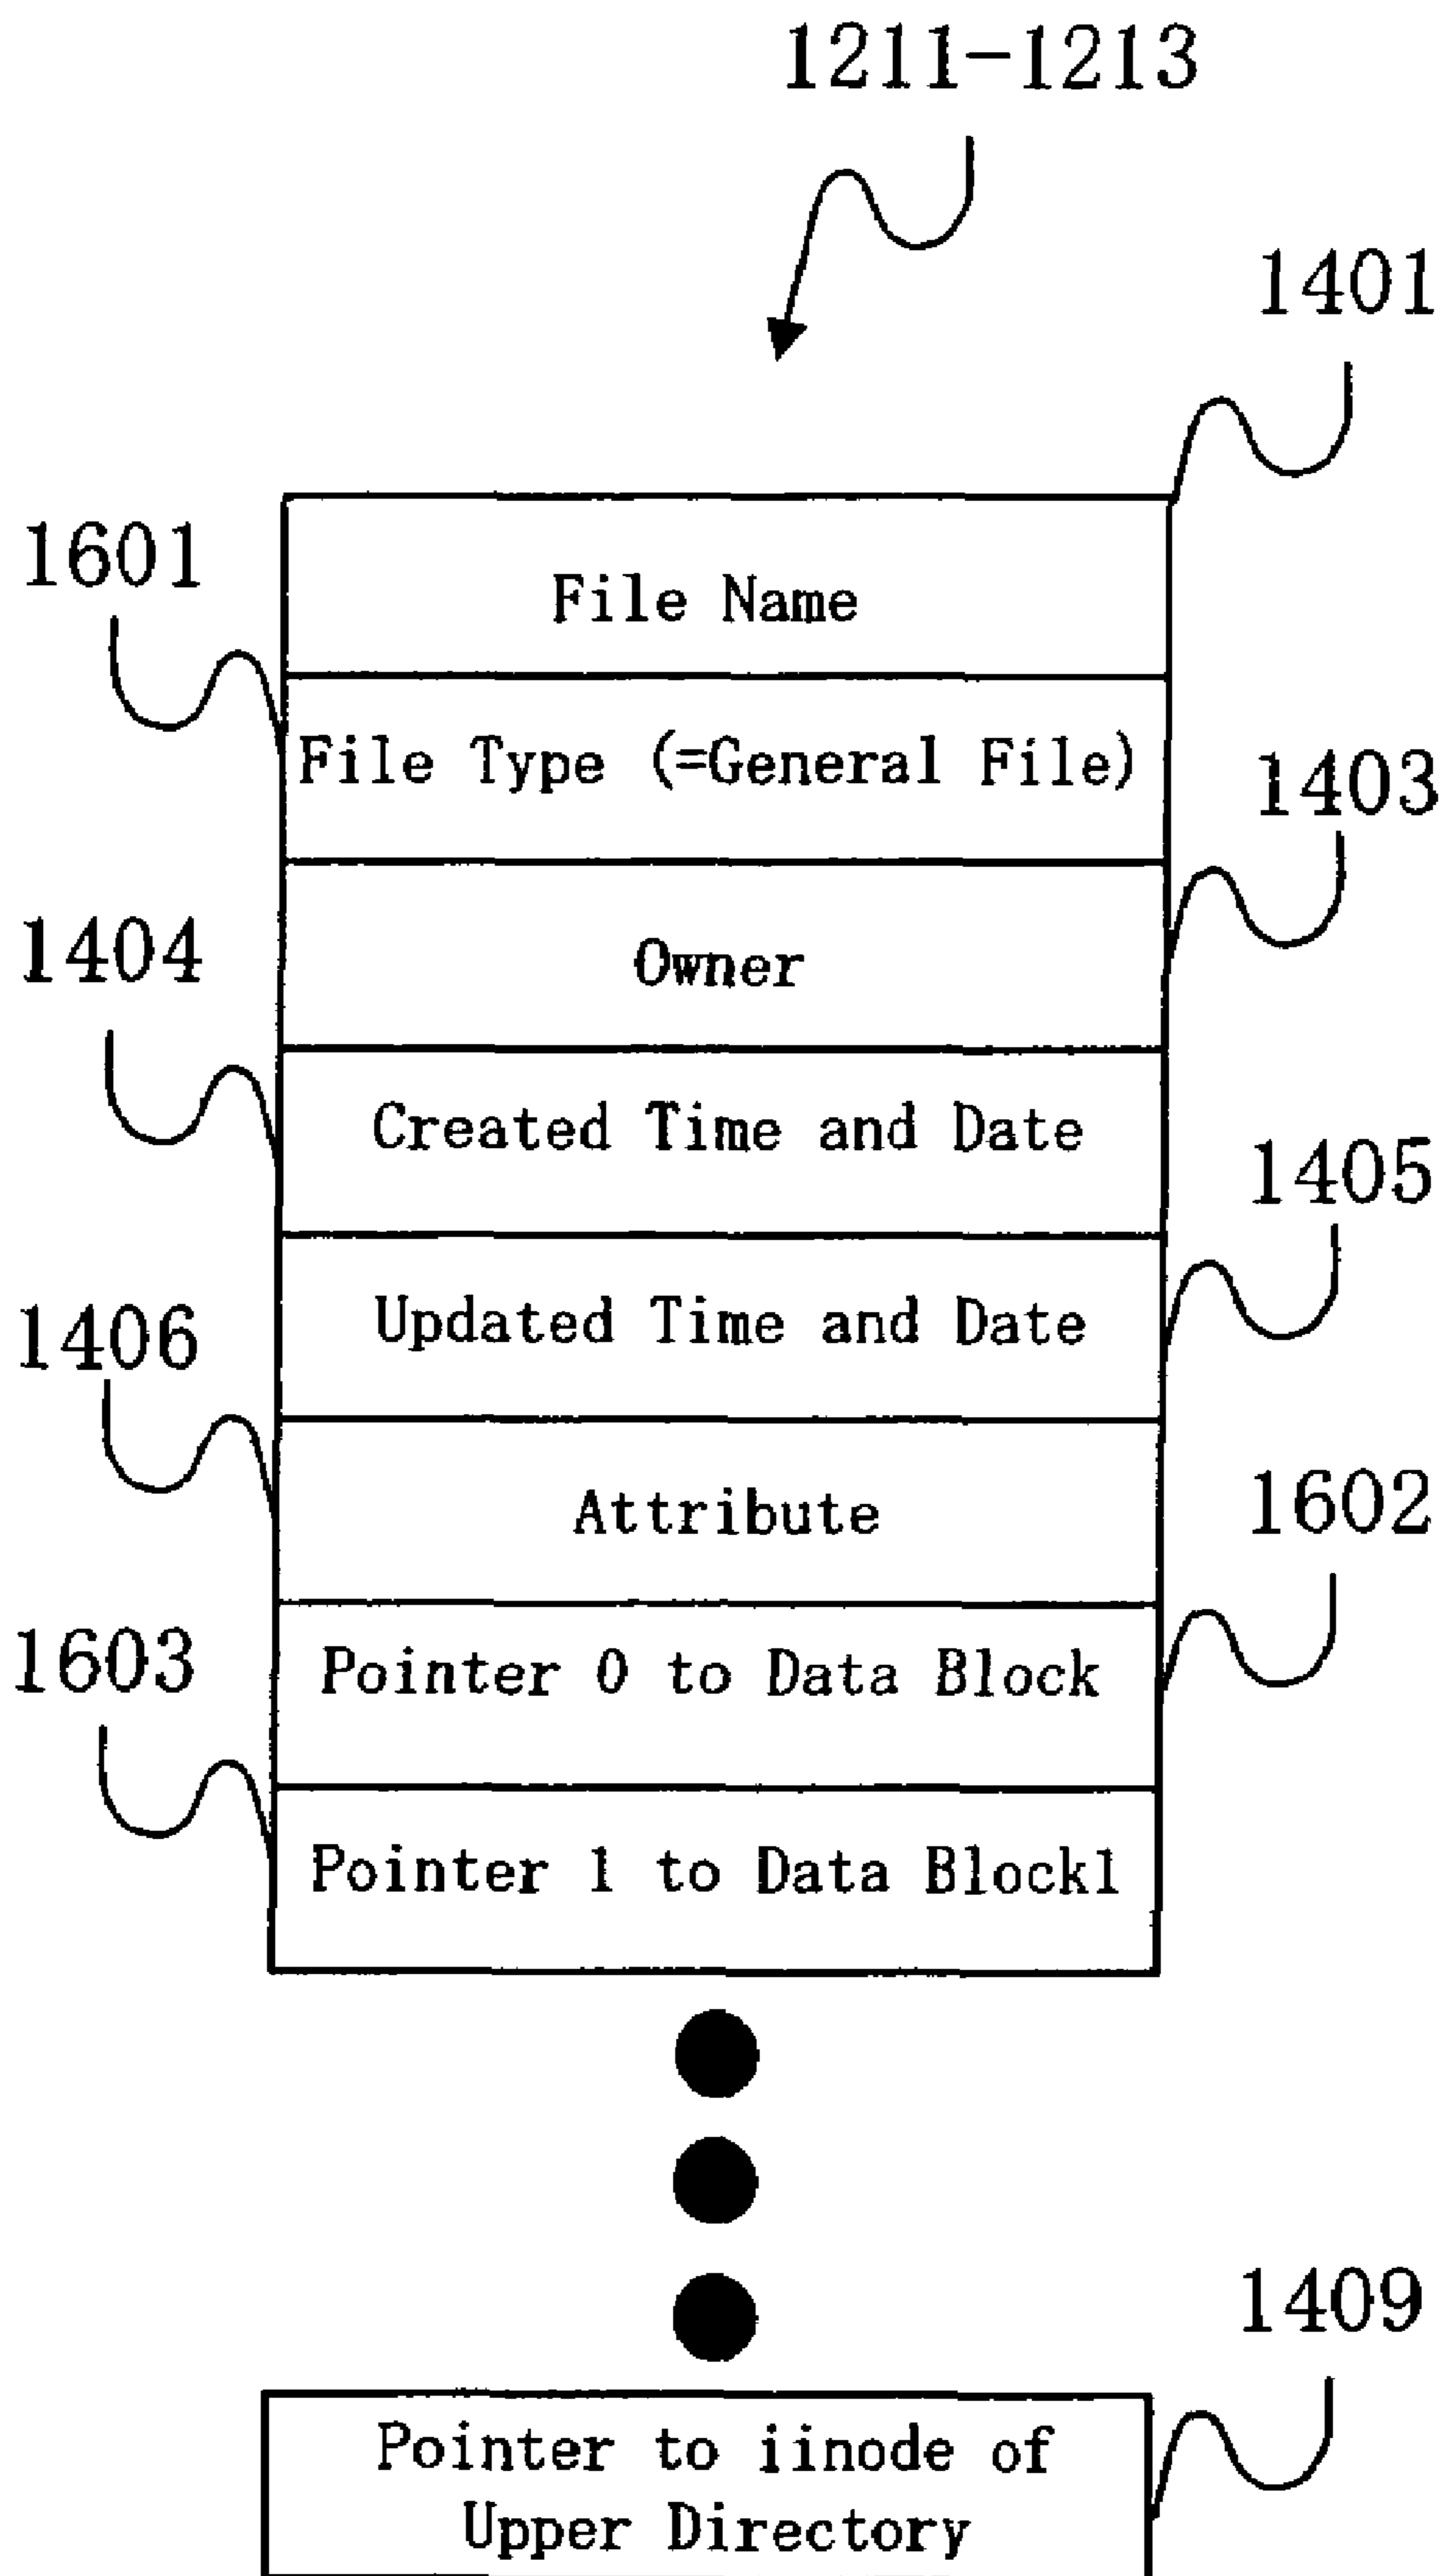 1211-1213
1401
File Name
1601
File Type (=General File)
1403
Owner
1404
Created Time and Date
1405
Updated Time and Date
1406
Attribute
1602
Pointer 0 to Data Block
1603
Pointer 1 to Data Block1
1409
Pointer to iinode of
Upper Directory